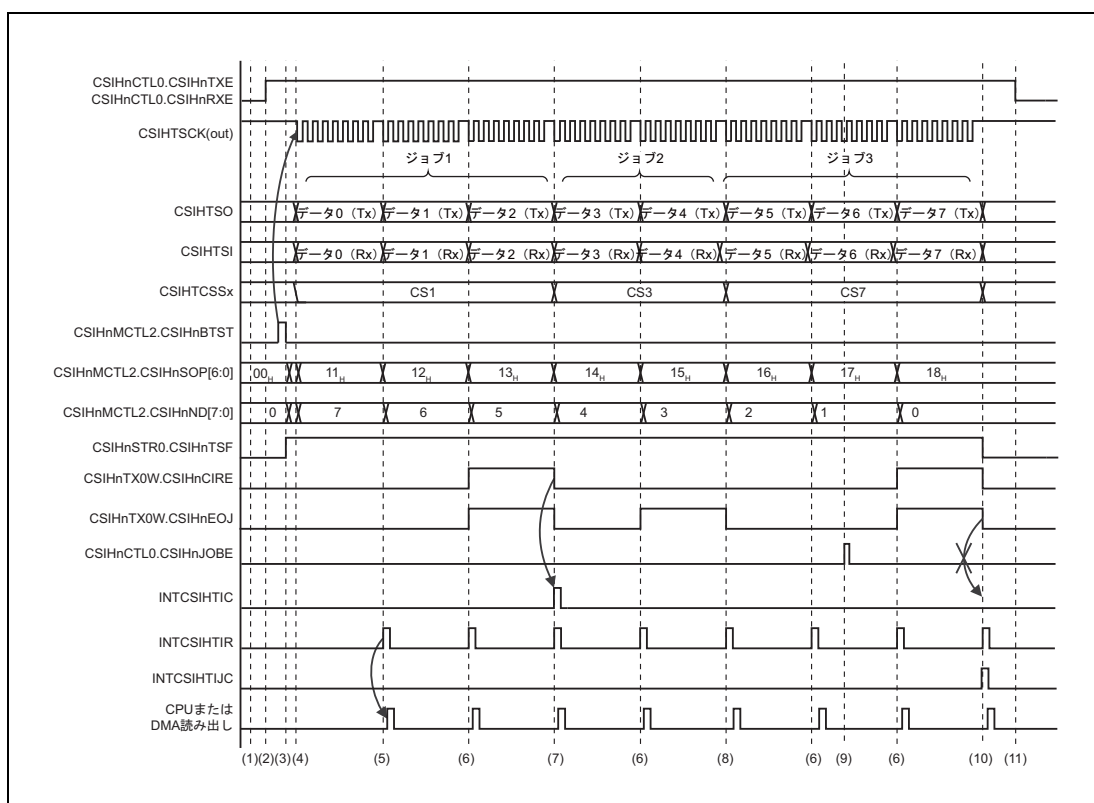 CSIHnCTL0.CSIHnTXE
CSIHnCTL0.CSIHnRXE
CSIHTSCK(out)
ジョブ1 ジョブ2 ジョブ3
CSIHTSO データ0 (Tx) データ1 (Tx) データ2 (Tx) データ3 (Tx) データ4 (Tx) データ5 (Tx) データ6 (Tx) データ7 (Tx)
CSIHTSI データ0 (Rx) データ1 (Rx) データ2 (Rx) データ3 (Rx) データ4 (Rx) データ5 (Rx) データ6 (Rx) データ7 (Rx)
CSIHTCSSx CS1 CS3 CS7
CSIHnMCTL2.CSIHnBTST
CSIHnMCTL2.CSIHnSOP[6:0] 00H 11H 12H 13H 14H 15H 16H 17H 18H
CSIHnMCTL2.CSIHnND[7:0] 0 7 6 5 4 3 2 1 0
CSIHnSTR0.CSIHnTSF
CSIHnTX0W.CSIHnCIRE
CSIHnTX0W.CSIHnEOJ
CSIHnCTL0.CSIHnJOBE
INTCSIHTIC
INTCSIHTIR
INTCSIHTIJC
CPUまたは
DMA読み出し
(1)(2)(3)(4) (5) (6) (7) (6) (8) (6) (9) (6) (10) (11)